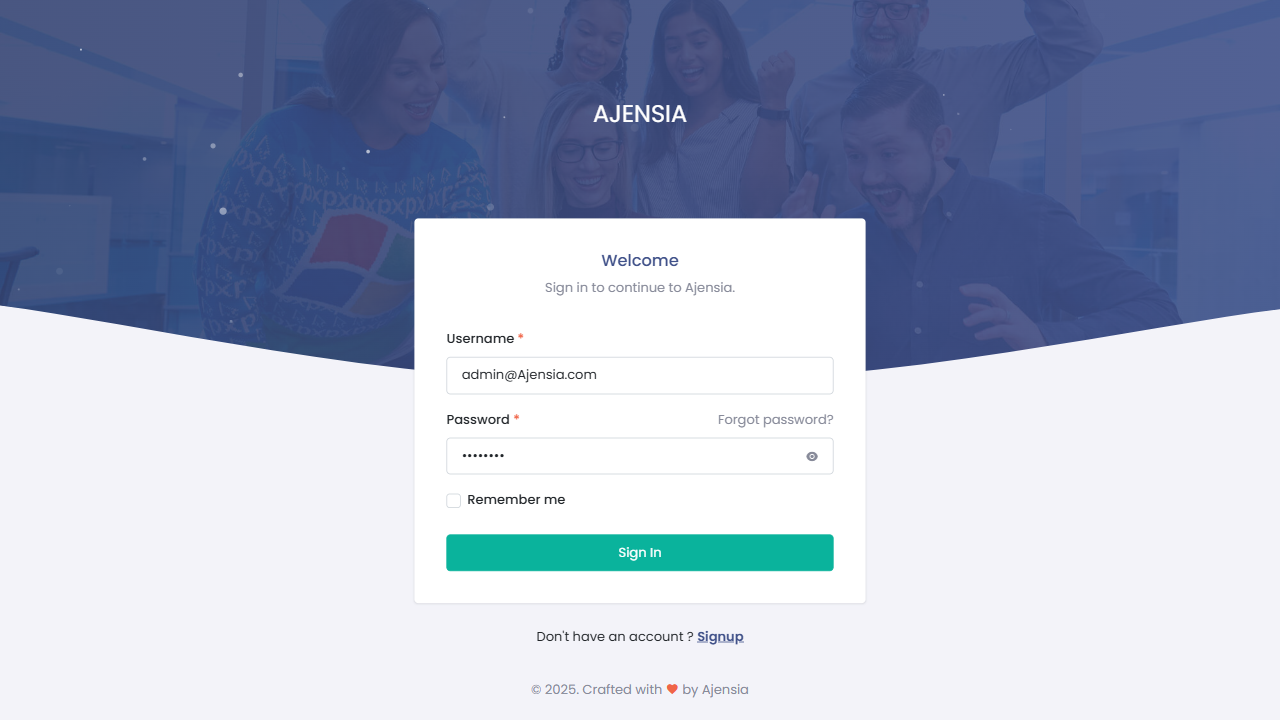 AJENSIA
Welcome
Sign in to continue to Ajensia.
Username *
admin@Ajensia.com
Password * Forgot password?
••••••••
Remember me
Sign In
Don't have an account ? Signup
© 2025. Crafted with ❤ by Ajensia